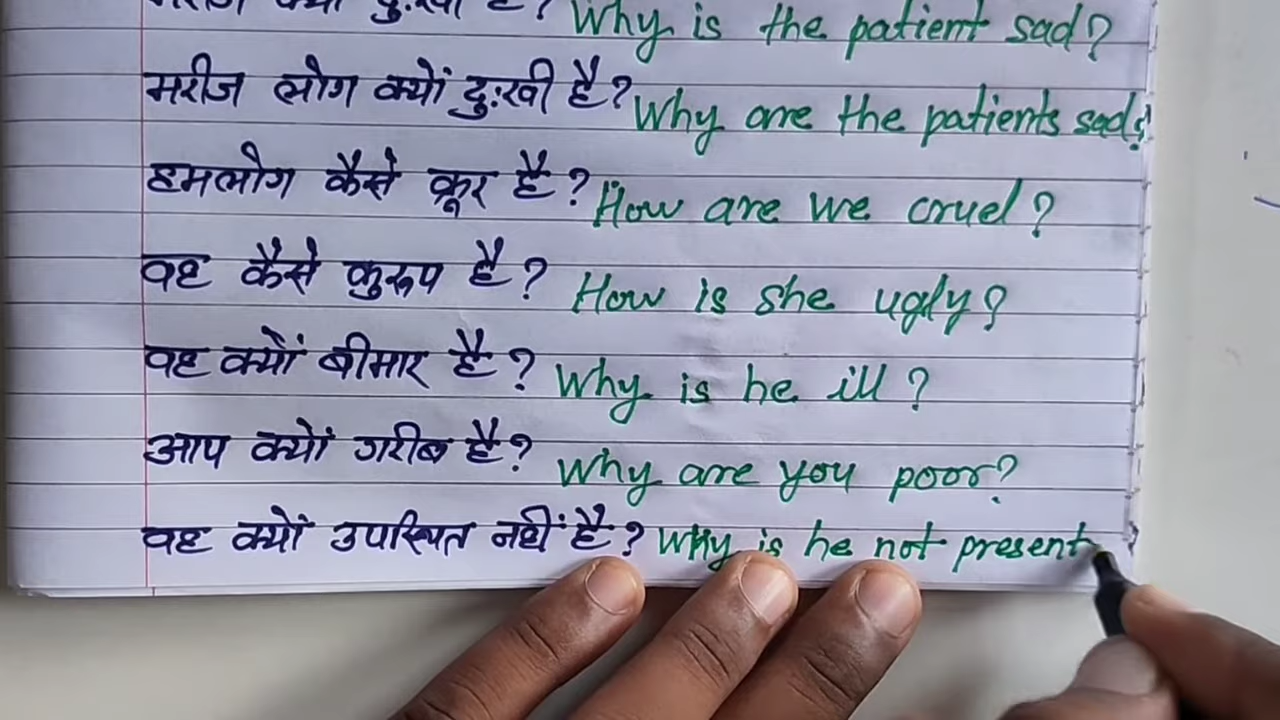 मरीज क्यों दुःखी है? Why is the patient sad?
मरीज लोग क्यों दुःखी है? Why are the patients sad?
हमलोग कैसे क्रूर है? How are we cruel?
वह कैसे कुरूप है? How is she ugly?
वह क्यों बीमार है? Why is he ill?
आप क्यों गरीब है? Why are you poor?
वह क्यों उपस्थित नहीं है? Why is he not present